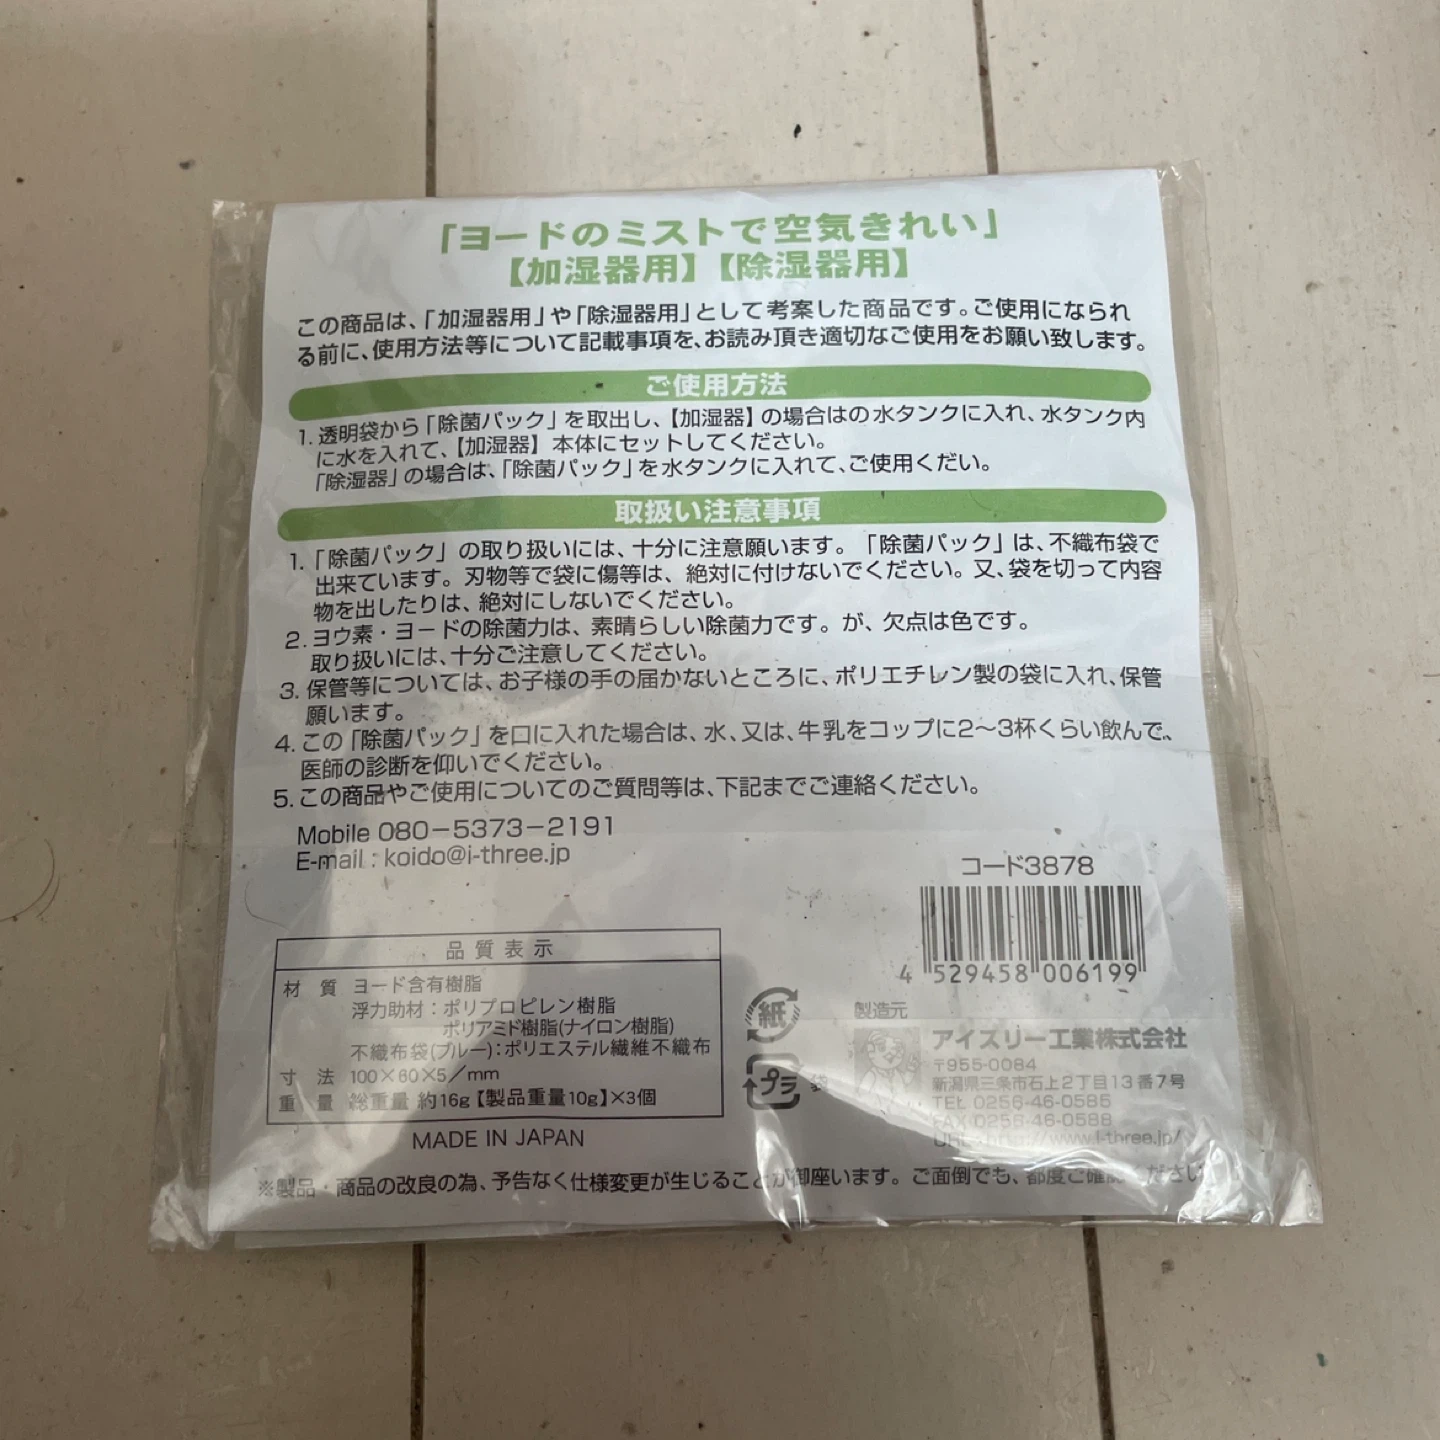 「ヨードのミストで空気きれい」
【加湿器用】【除湿器用】
この商品は、「加湿器用」や「除湿器用」として考案した商品です。ご使用になられ
る前に、使用方法等について記載事項を、お読み頂き適切なご使用をお願い致します。
ご使用方法
1. 透明袋から「除菌パック」を取出し、【加湿器】の場合はの水タンクに入れ、水タンク内
に水を入れて、【加湿器】本体にセットしてください。
「除湿器」の場合は、「除菌パック」を水タンクに入れて、ご使用くだい。
取扱い注意事項
1. 「除菌パック」の取り扱いには、十分に注意願います。「除菌パック」は、不織布袋で
出来ています。刃物等で袋に傷等は、絶対に付けないでください。又、袋を切って内容
物を出したりは、絶対にしないでください。
2. ヨウ素・ヨードの除菌力は、素晴らしい除菌力です。が、欠点は色です。
取り扱いには、十分ご注意してください。
3. 保管等については、お子様の手の届かないところに、ポリエチレン製の袋に入れ、保管
願います。
4. この「除菌パック」を口に入れた場合は、水、又は、牛乳をコップに2〜3杯くらい飲んで、
医師の診断を仰いでください。
5. この商品やご使用についてのご質問等は、下記までご連絡ください。
Mobile 080-5373-2191
E-mail : koido@i-three.jp
コード3878
4 529458 006199
品質表示
材 質 ヨード含有樹脂
浮力助材：ポリプロピレン樹脂
ポリアミド樹脂(ナイロン樹脂)
不織布袋(ブルー)：ポリエステル繊維不織布
寸 法 100×60×5／mm
重 量 総重量 約16g【製品重量10g】×3個
MADE IN JAPAN
紙
プラ
袋
製造元
アイスリー工業株式会社
〒955-0084
新潟県三条市石上2丁目13番7号
TEL 0256-46-0585
FAX 0256-46-0588
URL http://www.i-three.jp/
※製品・商品の改良の為、予告なく仕様変更が生じることが御座います。ご面倒でも、都度ご確認ください